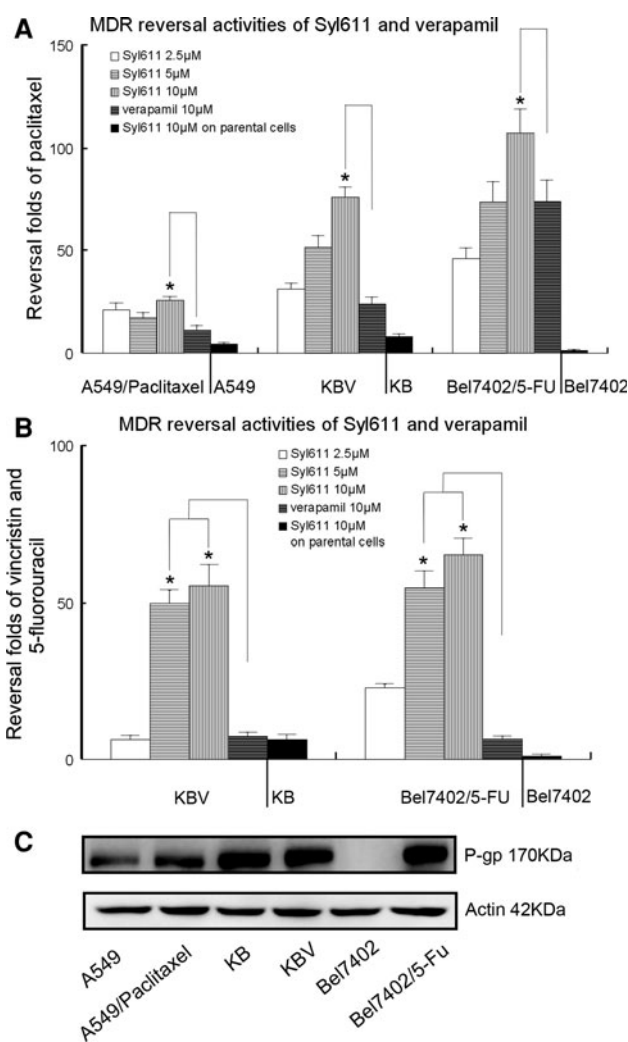 A
MDR reversal activities of Syl611 and verapamil
Reversal folds of paclitaxel
150
100
50
0
Syl611 2.5μM
Syl611 5μM
Syl611 10μM
verapamil 10μM
Syl611 10μM on parental cells
*
*
*
A549/Paclitaxel A549
KBV KB
Bel7402/5-FU Bel7402
B
MDR reversal activities of Syl611 and verapamil
Reversal folds of vincristin and
5-fluorouracil
100
50
0
Syl611 2.5μM
Syl611 5μM
Syl611 10μM
verapamil 10μM
Syl611 10μM
on parental cells
* *
* *
KBV KB
Bel7402/5-FU Bel7402
C
P-gp 170KDa
Actin 42KDa
A549
A549/Paclitaxel
KB
KBV
Bel7402
Bel7402/5-Fu